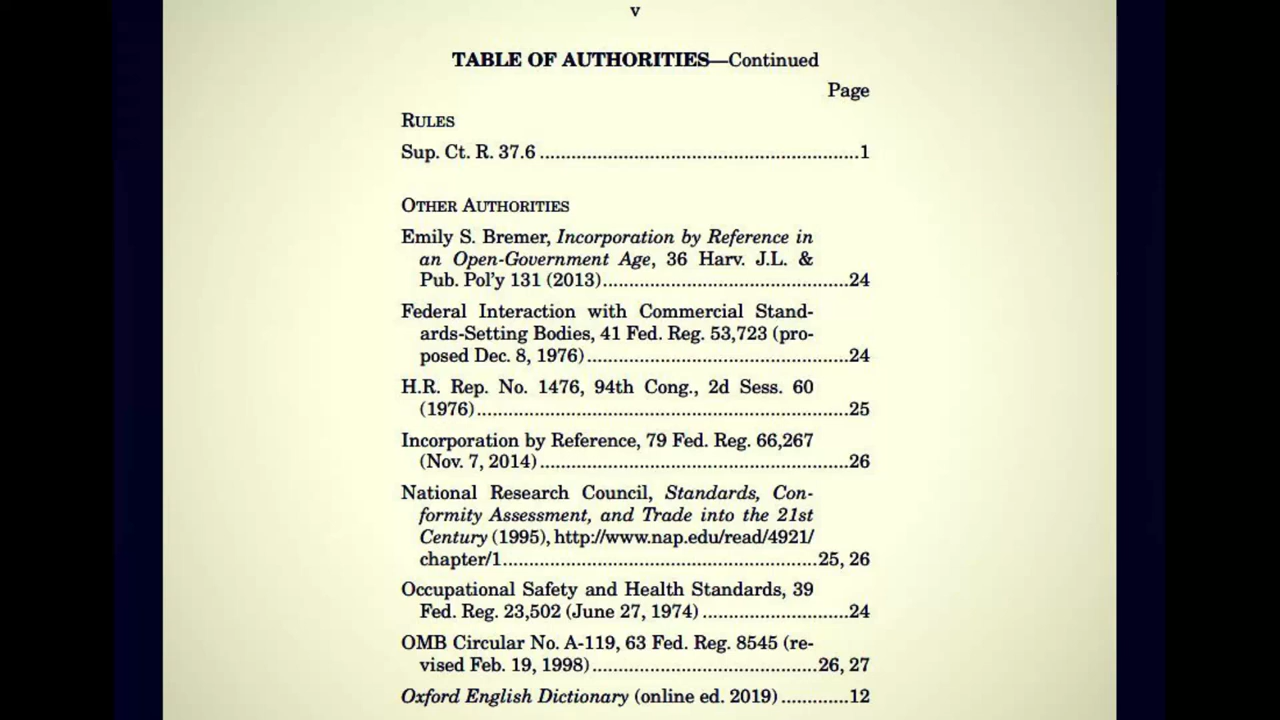 v
TABLE OF AUTHORITIES—Continued
Page
RULES
Sup. Ct. R. 37.6.............................................................1
OTHER AUTHORITIES
Emily S. Bremer, Incorporation by Reference in
an Open-Government Age, 36 Harv. J.L. &
Pub. Pol'y 131 (2013)...............................................24
Federal Interaction with Commercial Stand-
ards-Setting Bodies, 41 Fed. Reg. 53,723 (pro-
posed Dec. 8, 1976)..................................................24
H.R. Rep. No. 1476, 94th Cong., 2d Sess. 60
(1976).......................................................................25
Incorporation by Reference, 79 Fed. Reg. 66,267
(Nov. 7, 2014)...........................................................26
National Research Council, Standards, Con-
formity Assessment, and Trade into the 21st
Century (1995), http://www.nap.edu/read/4921/
chapter/1............................................................25, 26
Occupational Safety and Health Standards, 39
Fed. Reg. 23,502 (June 27, 1974)............................24
OMB Circular No. A-119, 63 Fed. Reg. 8545 (re-
vised Feb. 19, 1998)...........................................26, 27
Oxford English Dictionary (online ed. 2019).............12